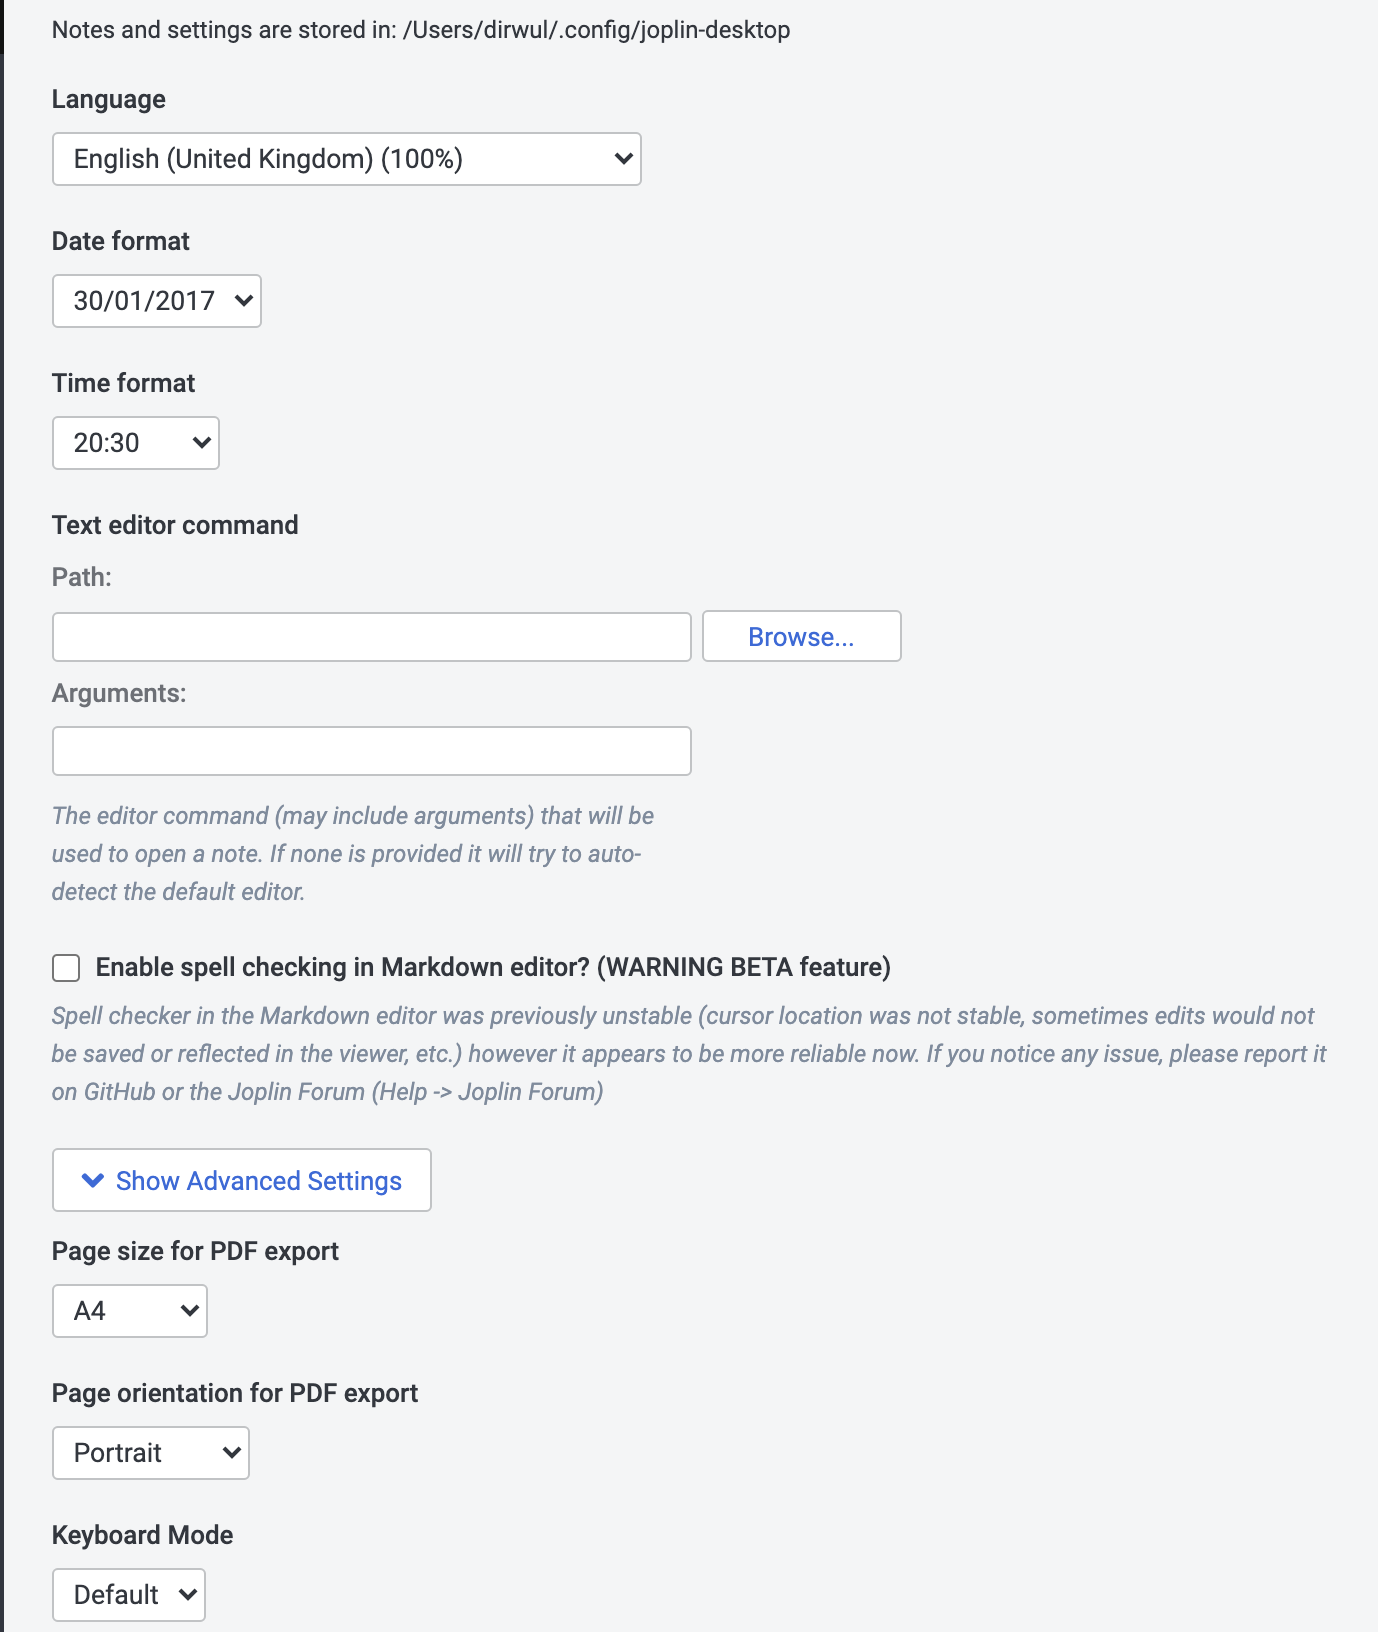 Notes and settings are stored in: /Users/dirwul/.config/joplin-desktop
Language
English (United Kingdom) (100%)
Date format
30/01/2017
Time format
20:30
Text editor command
Path:
Browse...
Arguments:
The editor command (may include arguments) that will be
used to open a note. If none is provided it will try to auto-
detect the default editor.
Enable spell checking in Markdown editor? (WARNING BETA feature)
Spell checker in the Markdown editor was previously unstable (cursor location was not stable, sometimes edits would not
be saved or reflected in the viewer, etc.) however it appears to be more reliable now. If you notice any issue, please report it
on GitHub or the Joplin Forum (Help -> Joplin Forum)
Show Advanced Settings
Page size for PDF export
A4
Page orientation for PDF export
Portrait
Keyboard Mode
Default